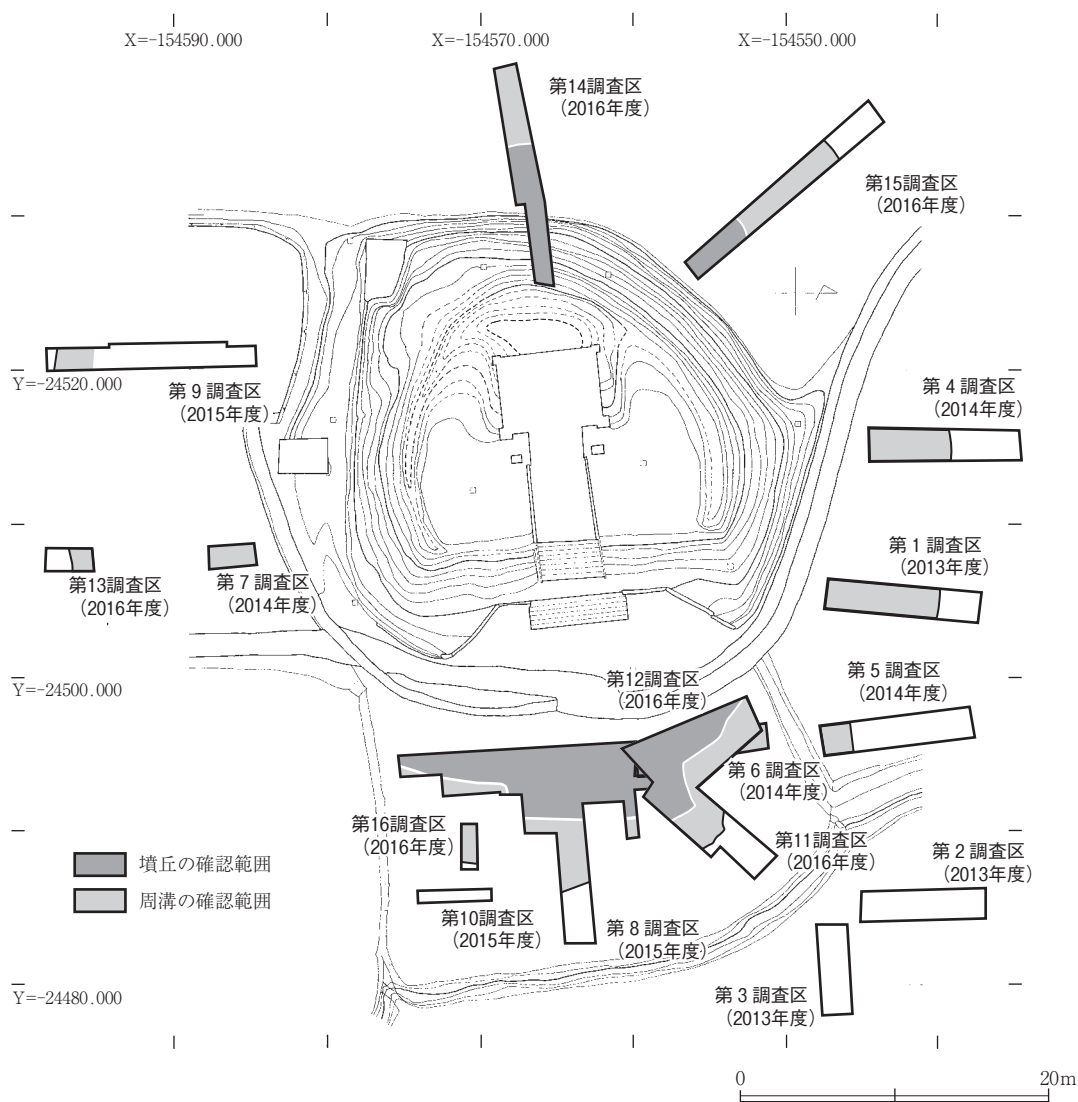 X=-154590.000
X=-154570.000
X=-154550.000
第14調査区
（2016年度）
第15調査区
（2016年度）
Y=-24520.000
第９調査区
（2015年度）
第４調査区
（2014年度）
第１調査区
（2013年度）
第13調査区
（2016年度）
第７調査区
（2014年度）
Y=-24500.000
第12調査区
（2016年度）
第５調査区
（2014年度）
第６調査区
（2014年度）
第16調査区
（2016年度）
第11調査区
（2016年度）
第２調査区
（2013年度）
墳丘の確認範囲
周溝の確認範囲
第10調査区
（2015年度）
第８調査区
（2015年度）
Y=-24480.000
第３調査区
（2013年度）
0
20m